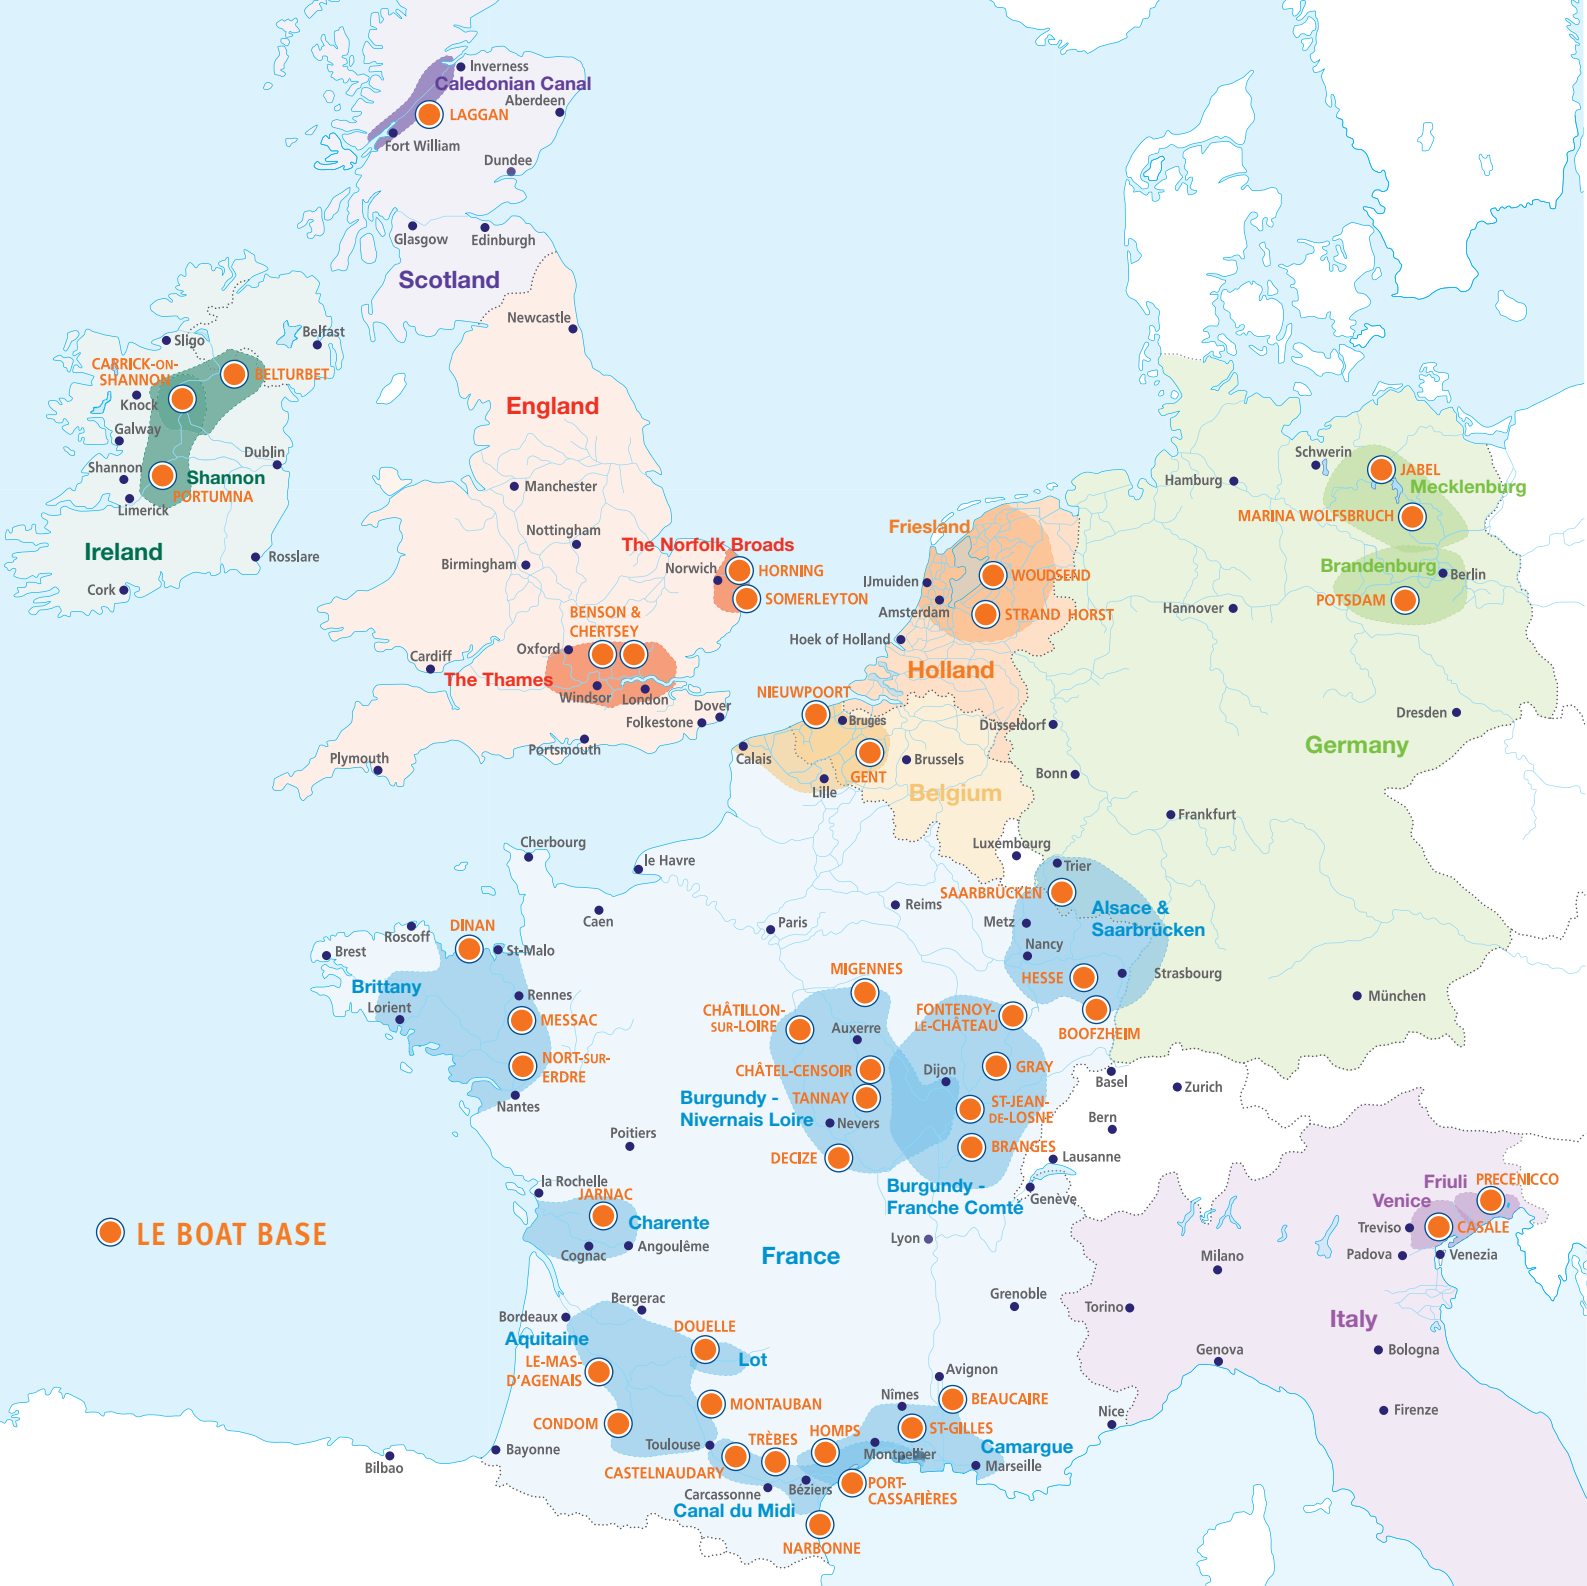 Inverness
Caledonian Canal
Aberdeen
LAGGAN
Fort William
Dundee
Glasgow
Edinburgh
Scotland
Newcastle
Belfast
Sligo
CARRICK-ON-
SHANNON
BELTURBET
Knock
Galway
Dublin
Shannon
Shannon
PORTUMNA
Limerick
Ireland
Rosslare
Cork
England
Manchester
Nottingham
The Norfolk Broads
Birmingham
Norwich
HORNING
SOMERLEYTON
BENSON &
CHERTSEY
Oxford
Cardiff
The Thames
Windsor
London
Dover
Folkestone
Portsmouth
Plymouth
Schwerin
JABEL
Hamburg
Mecklenburg
MARINA WOLFSBRUCH
Friesland
Brandenburg
Berlin
WOUDSEND
IJmuiden
Amsterdam
STRAND HORST
POTSDAM
Hannover
Hoek of Holland
Holland
NIEUWPOORT
Bruges
Düsseldorf
Dresden
Germany
Calais
GENT
Brussels
Lille
Belgium
Bonn
Frankfurt
Cherbourg
le Havre
Luxembourg
Trier
SAARBRÜCKEN
Alsace &
Saarbrücken
Reims
Caen
Paris
Metz
Nancy
DINAN
Roscoff
St-Malo
Brest
HESSE
Strasbourg
MIGENNES
Brittany
Lorient
Rennes
MESSAC
München
CHÂTILLON-
SUR-LOIRE
Auxerre
FONTENOY-
LE-CHÂTEAU
BOOFZHEIM
NORT-SUR-
ERDRE
CHÂTEL-CENSOIR
Dijon
GRAY
Basel
Zurich
Nantes
Burgundy -
Nivernais Loire
TANNAY
ST-JEAN-
DE-LOSNE
Nevers
Bern
Poitiers
DECIZE
BRANGES
Lausanne
Burgundy -
Franche Comté
Genève
la Rochelle
JARNAC
Charente
Cognac
Angoulême
Lyon
France
LE BOAT BASE
Friuli
PRECENICCO
Venice
Treviso
CASALE
Padova
Venezia
Milano
Grenoble
Torino
Italy
Bergerac
Bordeaux
Aquitaine
DOUELLE
Lot
LE-MAS-
D'AGENAIS
Genova
Bologna
Avignon
Nîmes
BEAUCAIRE
MONTAUBAN
CONDOM
HOMPS
ST-GILLES
Nice
Firenze
Toulouse
TRÈBES
Montpellier
Camargue
Marseille
Bayonne
Bilbao
CASTELNAUDARY
Carcassonne
Béziers
PORT-
CASSAFIÈRES
Canal du Midi
NARBONNE